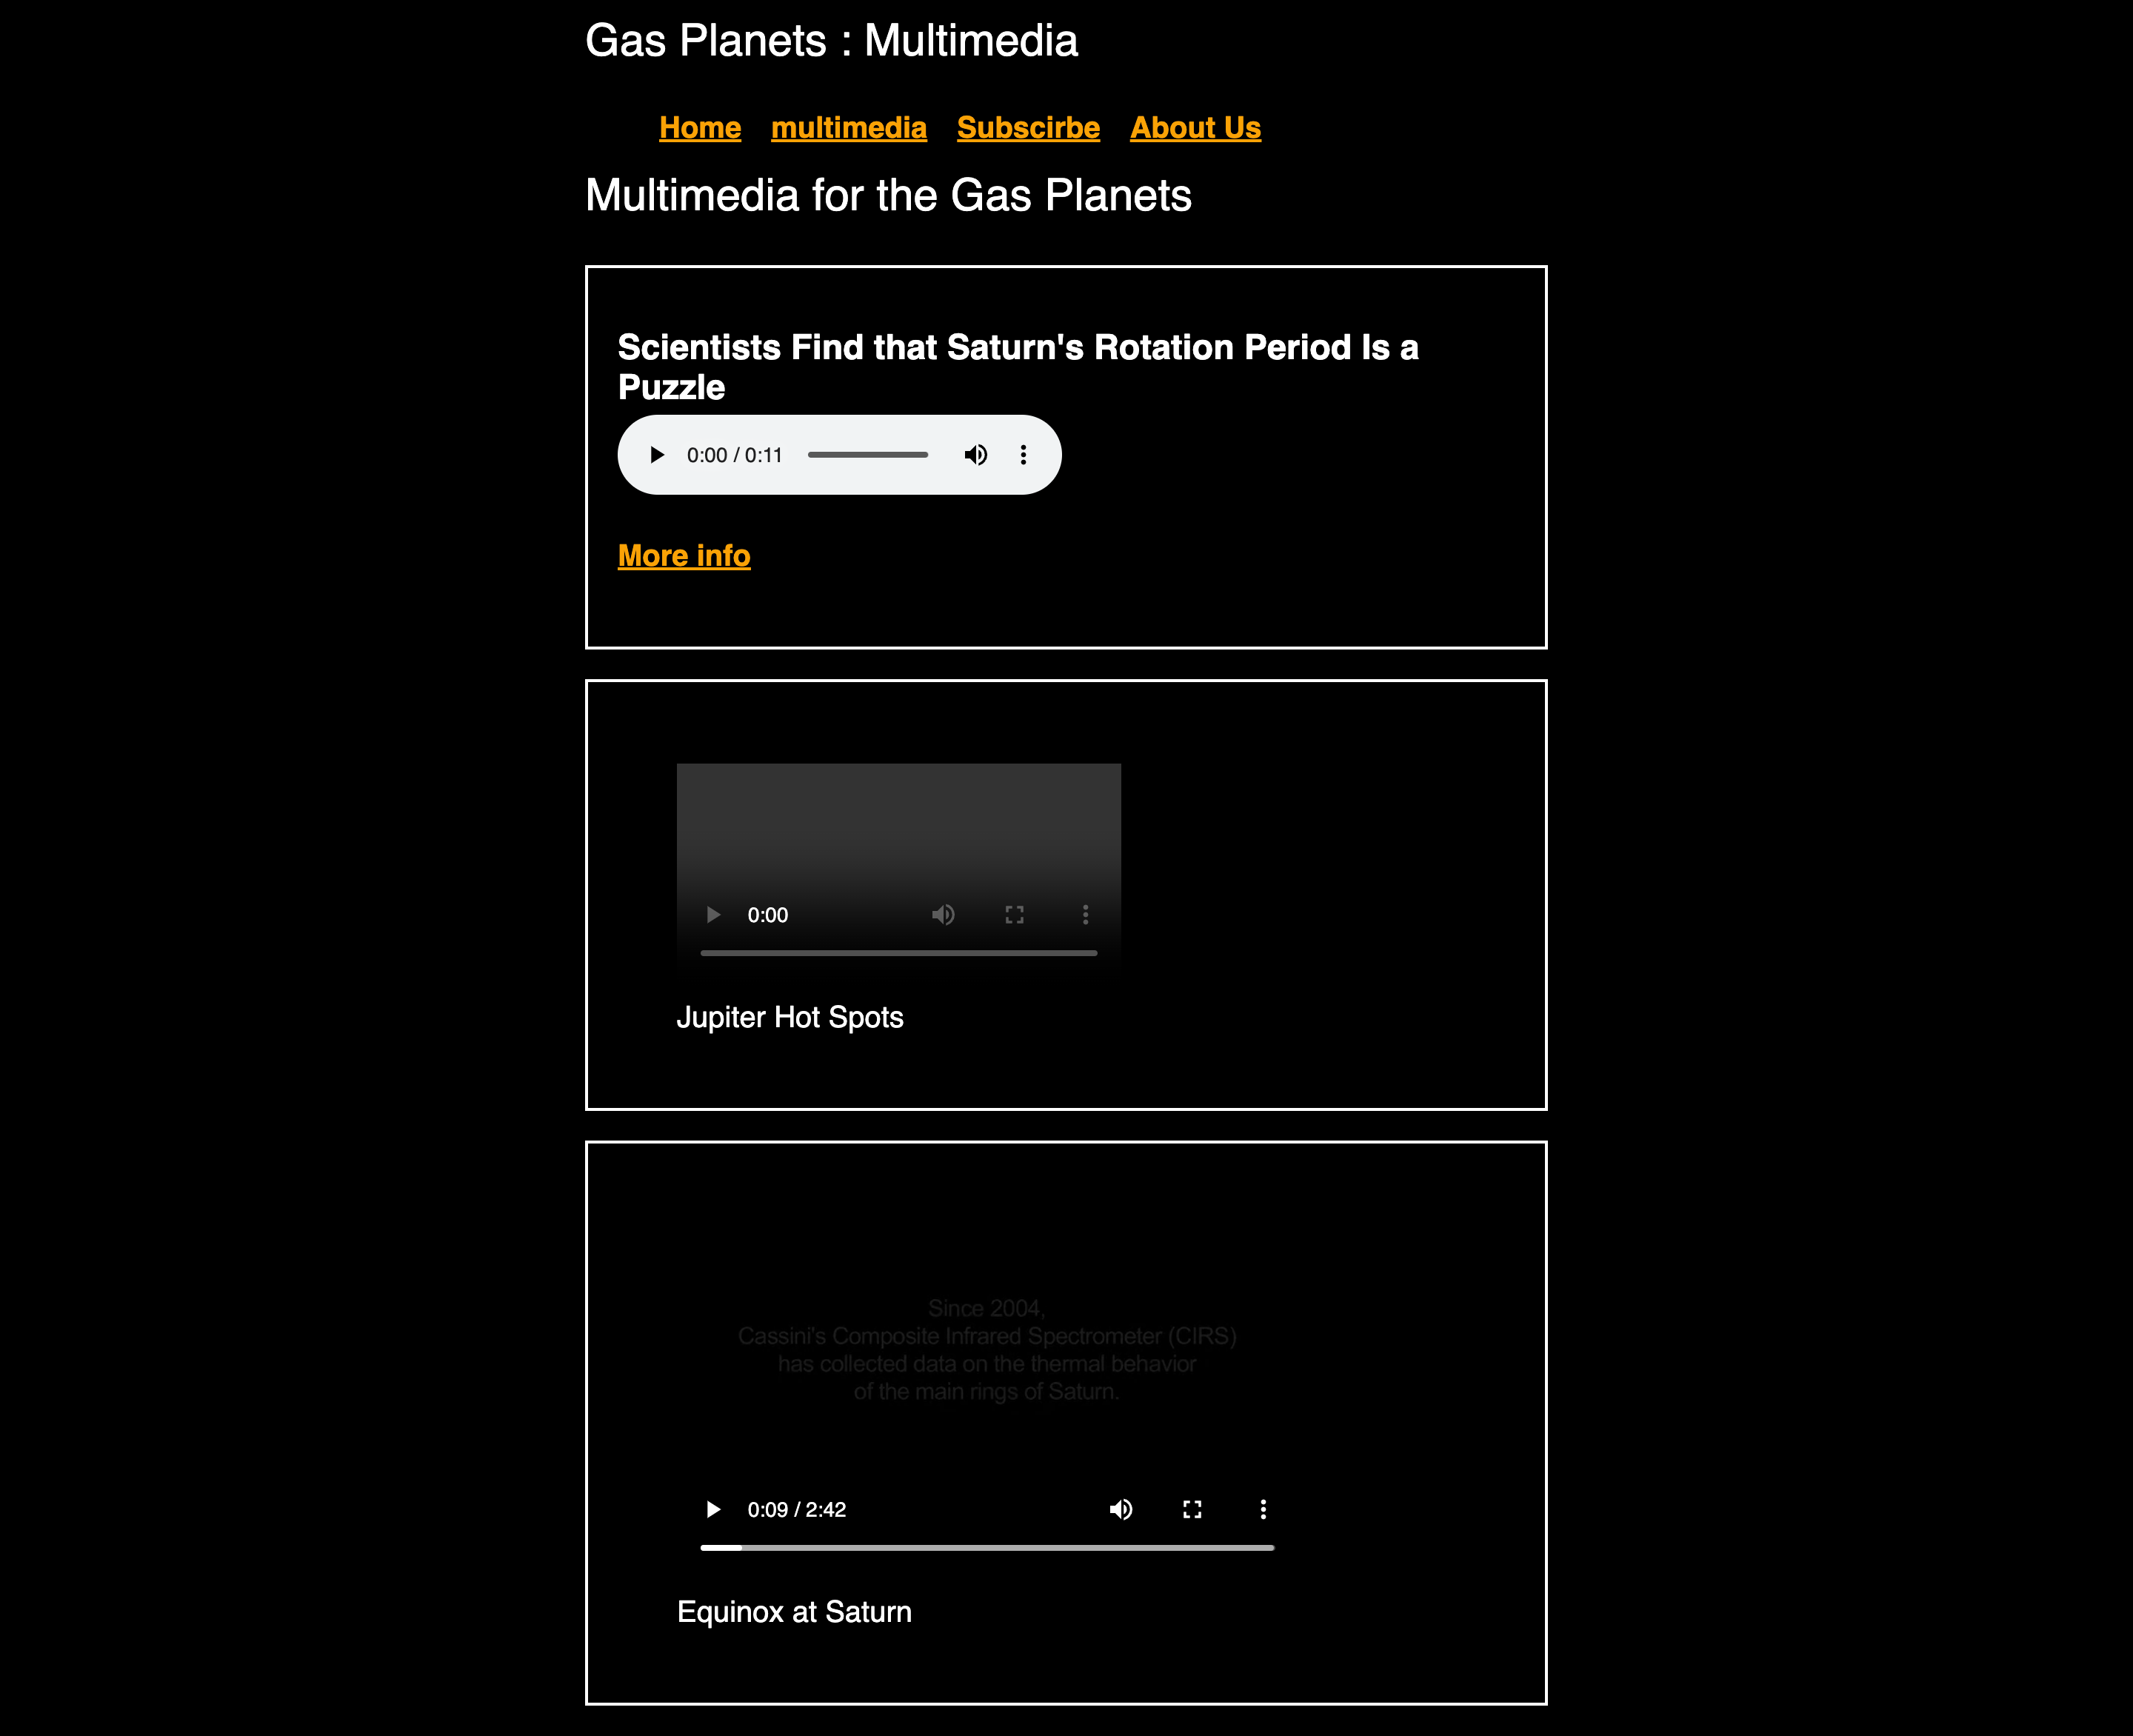 Gas Planets : Multimedia
Home multimedia Subscirbe About Us
Multimedia for the Gas Planets
Scientists Find that Saturn's Rotation Period Is a
Puzzle
0:00 / 0:11
More info
0:00
Jupiter Hot Spots
Since 2004,
Cassini's Composite Infrared Spectrometer (CIRS)
has collected data on the thermal behavior
of the main rings of Saturn.
0:09 / 2:42
Equinox at Saturn